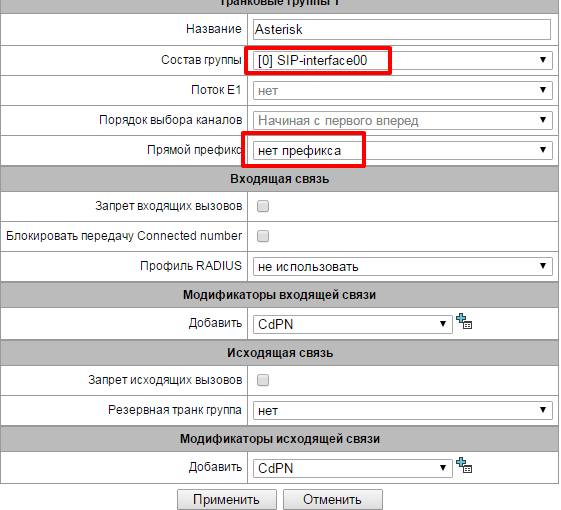 Транковые группы 1
Название Asterisk
Состав группы [0] SIP-interface00
Поток E1 нет
Порядок выбора каналов Начиная с первого вперед
Прямой префикс нет префикса
Входящая связь
Запрет входящих вызовов
Блокировать передачу Connected number
Профиль RADIUS не использовать
Модификаторы входящей связи
Добавить CdPN
Исходящая связь
Запрет исходящих вызовов
Резервная транк группа нет
Модификаторы исходящей связи
Добавить CdPN
Применить Отменить